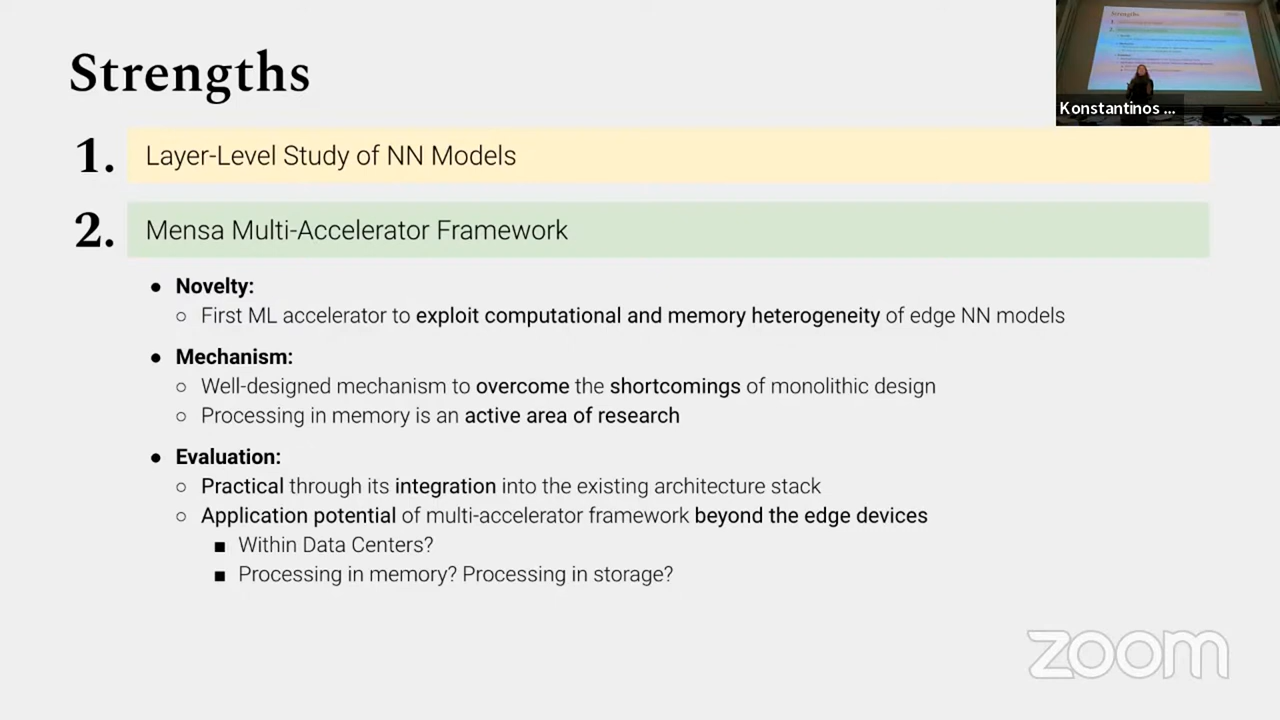 Strengths
Konstantinos ...
1. Layer-Level Study of NN Models
2. Mensa Multi-Accelerator Framework
● Novelty:
○ First ML accelerator to exploit computational and memory heterogeneity of edge NN models
● Mechanism:
○ Well-designed mechanism to overcome the shortcomings of monolithic design
○ Processing in memory is an active area of research
● Evaluation:
○ Practical through its integration into the existing architecture stack
○ Application potential of multi-accelerator framework beyond the edge devices
■ Within Data Centers?
■ Processing in memory? Processing in storage?
zoom